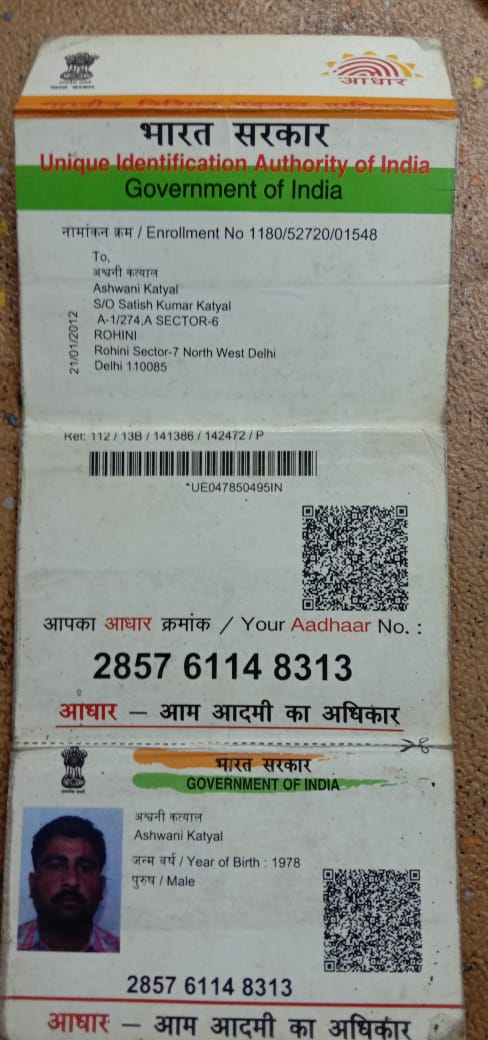 भारत सरकार
आधार
भारत सरकार
Unique Identification Authority of India
Government of India
नामांकन क्रम / Enrollment No 1180/52720/01548
To,
अश्वनी कत्याल
Ashwani Katyal
S/O Satish Kumar Katyal
A-1/274,A SECTOR-6
ROHINI
Rohini Sector-7 North West Delhi
Delhi 110085
21/01/2012
Ref: 112 / 13B / 141386 / 142472 / P
*UE047850495IN
आपका आधार क्रमांक / Your Aadhaar No. :
2857 6114 8313
आधार – आम आदमी का अधिकार
भारत सरकार
GOVERNMENT OF INDIA
अश्वनी कत्याल
Ashwani Katyal
जन्म वर्ष / Year of Birth : 1978
पुरुष / Male
2857 6114 8313
आधार – आम आदमी का अधिकार